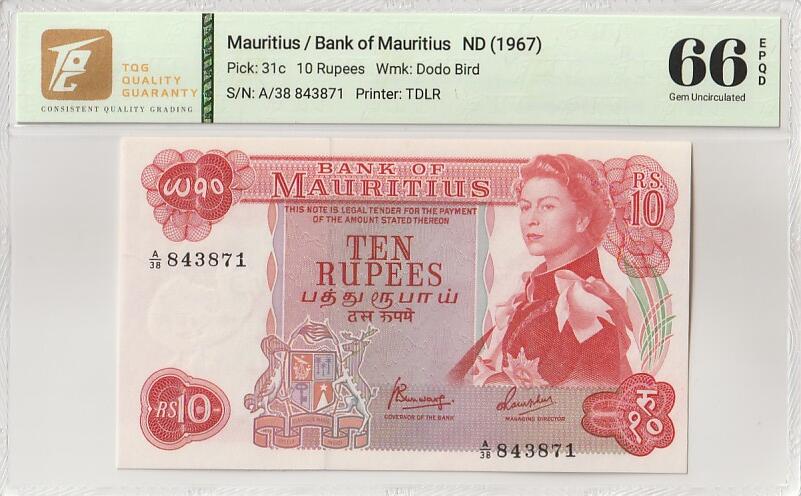 TQG
QUALITY
GUARANTY
CONSISTENT QUALITY GRADING
Mauritius / Bank of Mauritius ND (1967)
Pick: 31c 10 Rupees Wmk: Dodo Bird
S/N: A/38 843871 Printer: TDLR
66
EPQD
Gem Uncirculated
BANK OF
MAURITIUS
RS.
10
THIS NOTE IS LEGAL TENDER FOR THE PAYMENT
OF THE AMOUNT STATED THEREON
A/38 843871
TEN
RUPEES
பத்து ரூபாய்
दस रुपये
RS10
GOVERNOR OF THE BANK
MANAGING DIRECTOR
१०
A/38 843871